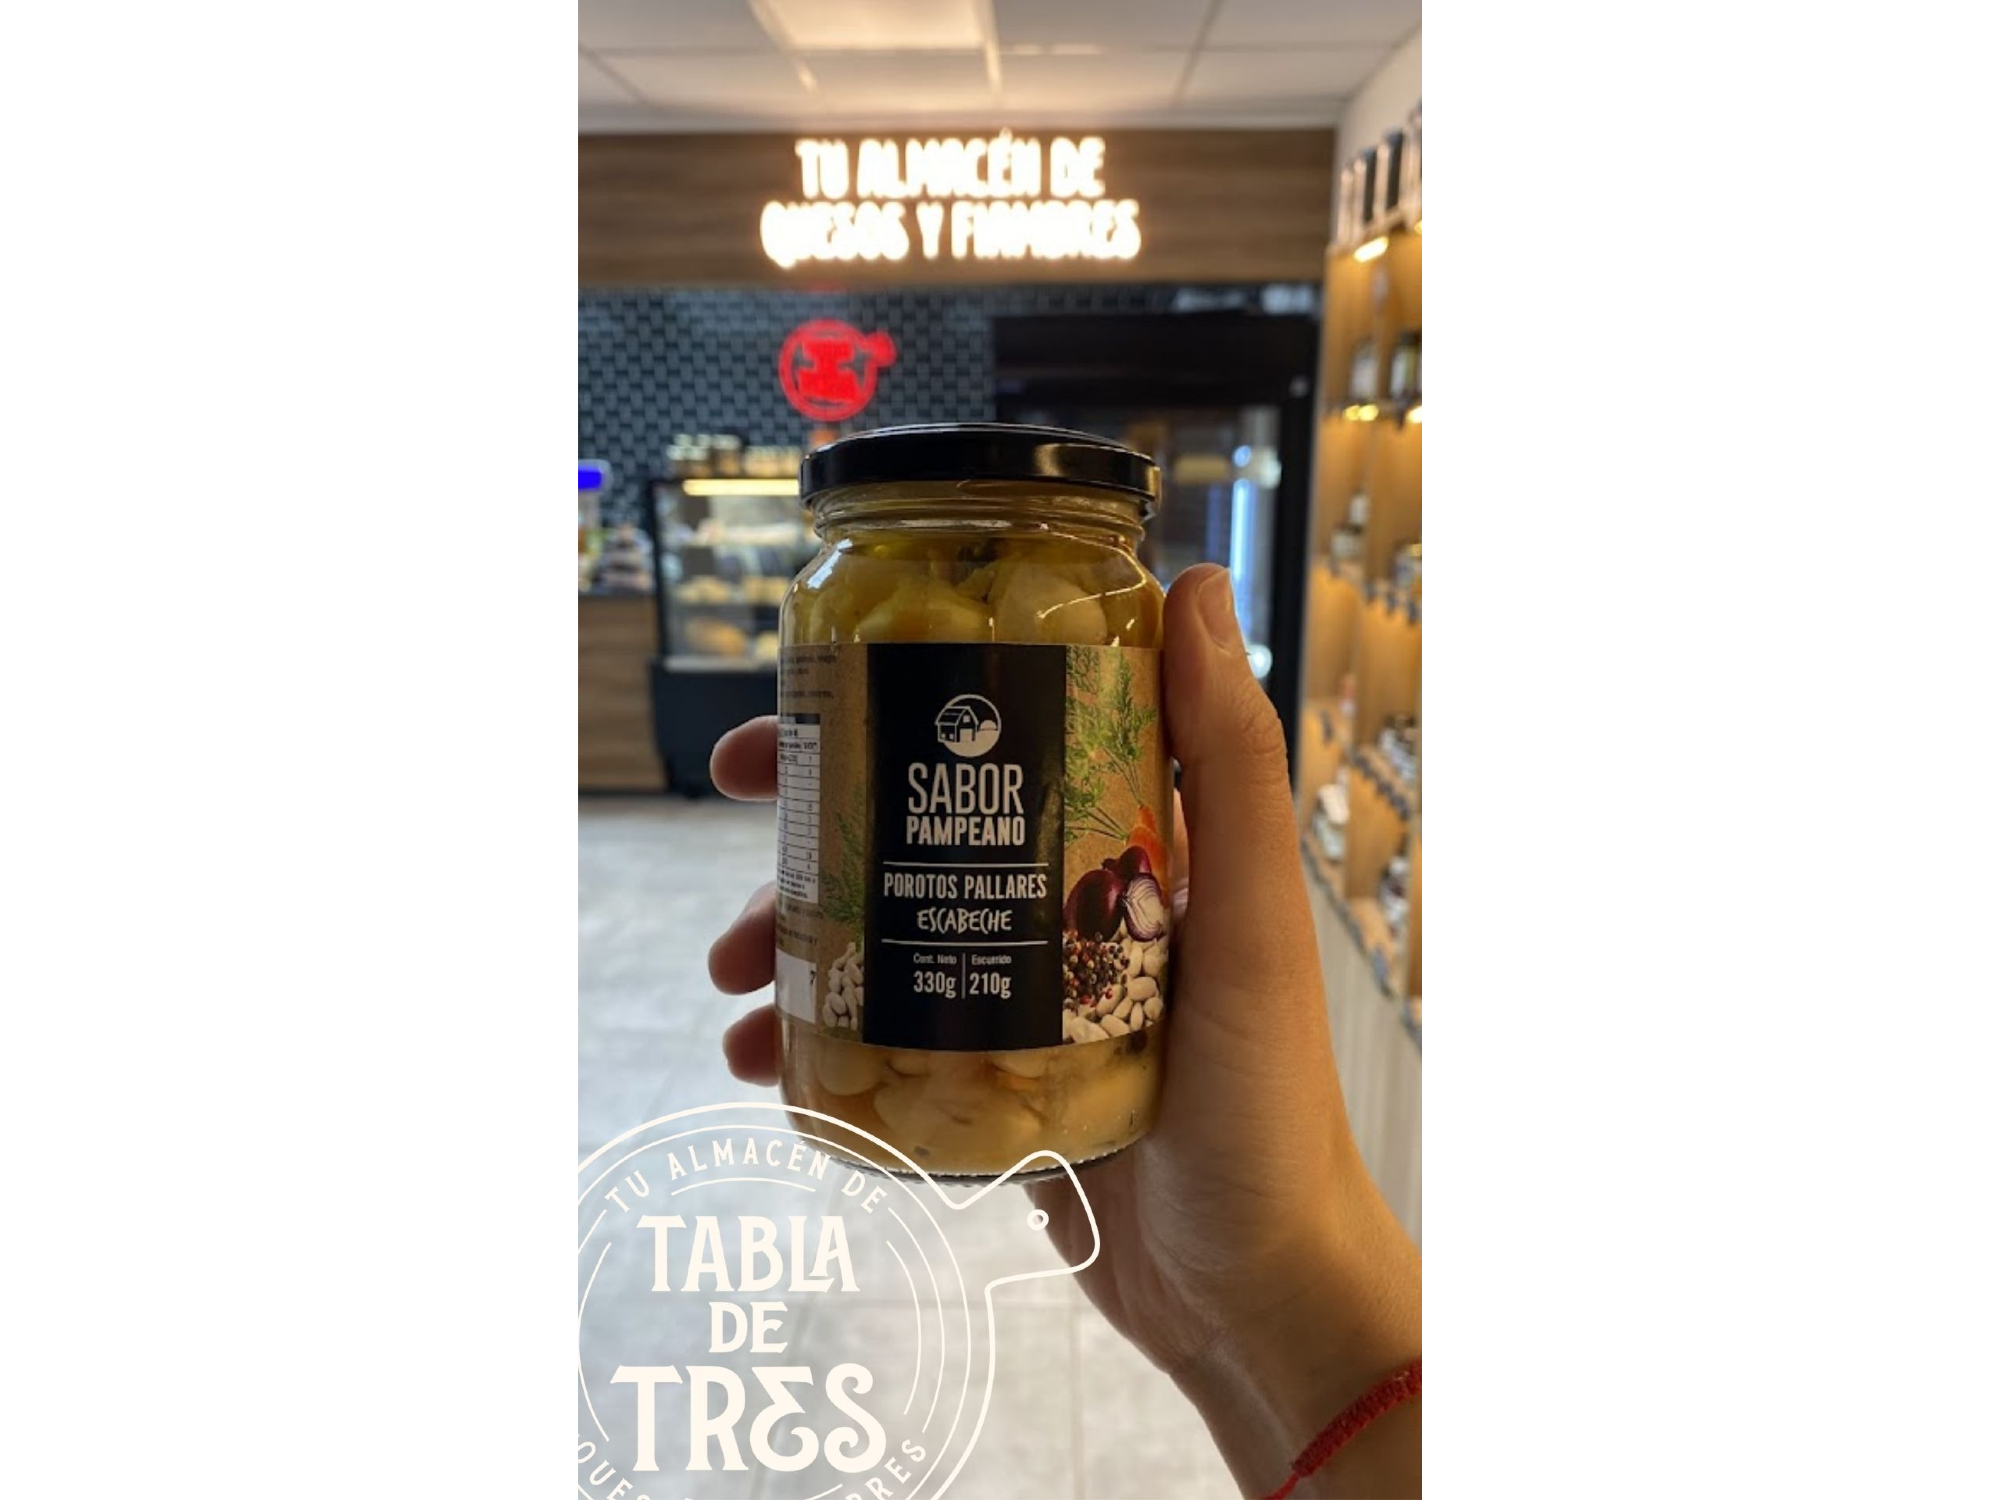 TU ALMACÉN DE
QUESOS Y FIAMBRES
SABOR
PAMPEANO
POROTOS PALLARES
ESCABECHE
Cont. Neto
Escurrido
330g
210g
7
TU ALMACÉN DE
TABLA
DE
TRES